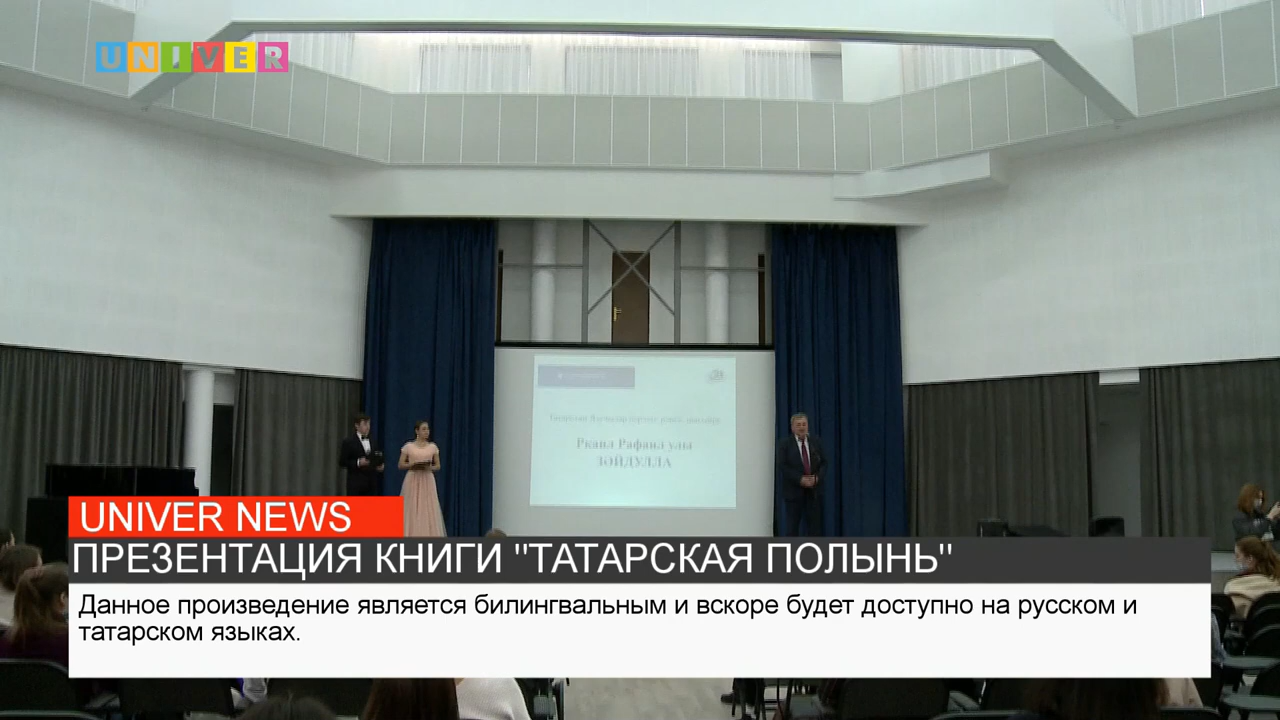 UNIVER
Ркаил Рафаил улы
ЗӘЙДУЛЛА
UNIVER NEWS
ПРЕЗЕНТАЦИЯ КНИГИ "ТАТАРСКАЯ ПОЛЫНЬ"
Данное произведение является билингвальным и вскоре будет доступно на русском и
татарском языках.